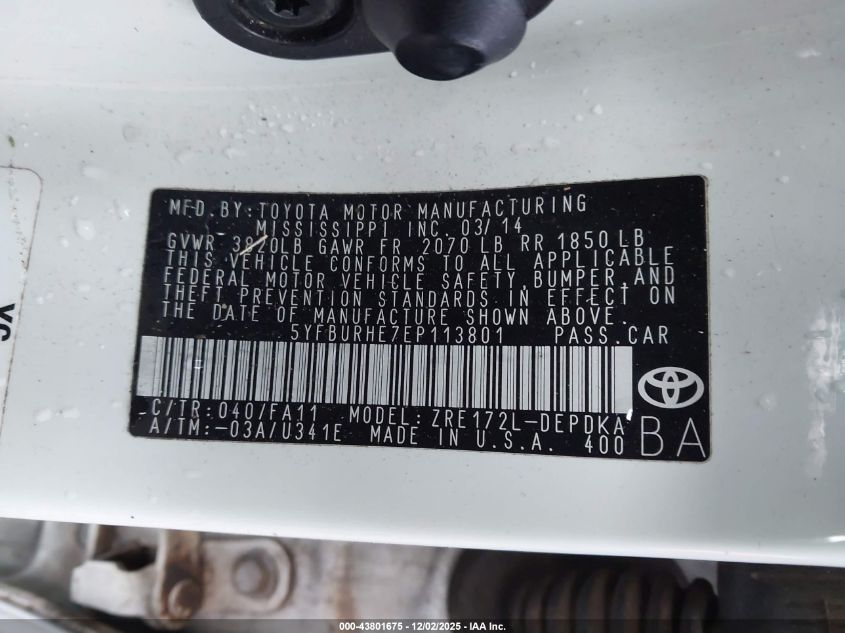 MFD.BY:TOYOTA MOTOR MANUFACTURING
MISSISSIPPI INC. 03/14
GVWR LB GAWR FR 2070 LB RR 1850 LB
THIS VEHICLE CONFORMS TO ALL APPLICABLE
FEDERAL MOTOR VEHICLE SAFETY,BUMPER,AND
THEFT PREVENTION STANDARDS IN EFFECT ON
THE DATE OF MANUFACTURE SHOWN ABOVE.
5YFBURHE7EP113801 PASS.CAR
C/TR:040/FA11 MODEL:ZRE172L-DEPDKA
A/TM:-03A/U341E MADE IN U.S.A. 400
BA
000-43801675 - 12/02/2025 - IAA Inc.